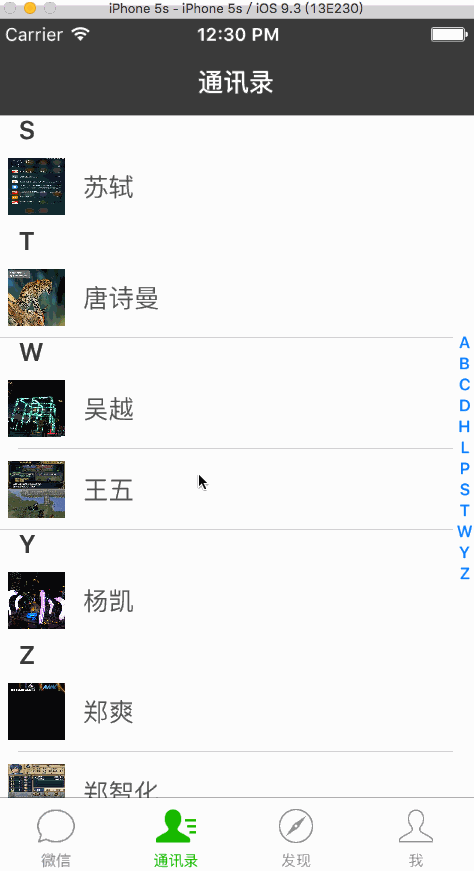 iPhone 5s - iPhone 5s / iOS 9.3 (13E230)
Carrier 12:30 PM
通讯录
S
苏轼
T
唐诗曼
W
吴越
王五
Y
杨凯
Z
郑爽
郑智化
A
B
C
D
H
L
P
S
T
W
Y
Z
微信 通讯录 发现 我